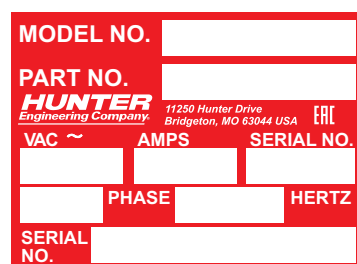 MODEL NO.
PART NO.
HUNTER
Engineering Company.
11250 Hunter Drive
Bridgeton, MO 63044 USA
EAC
VAC ~ AMPS SERIAL NO.
PHASE HERTZ
SERIAL
NO.